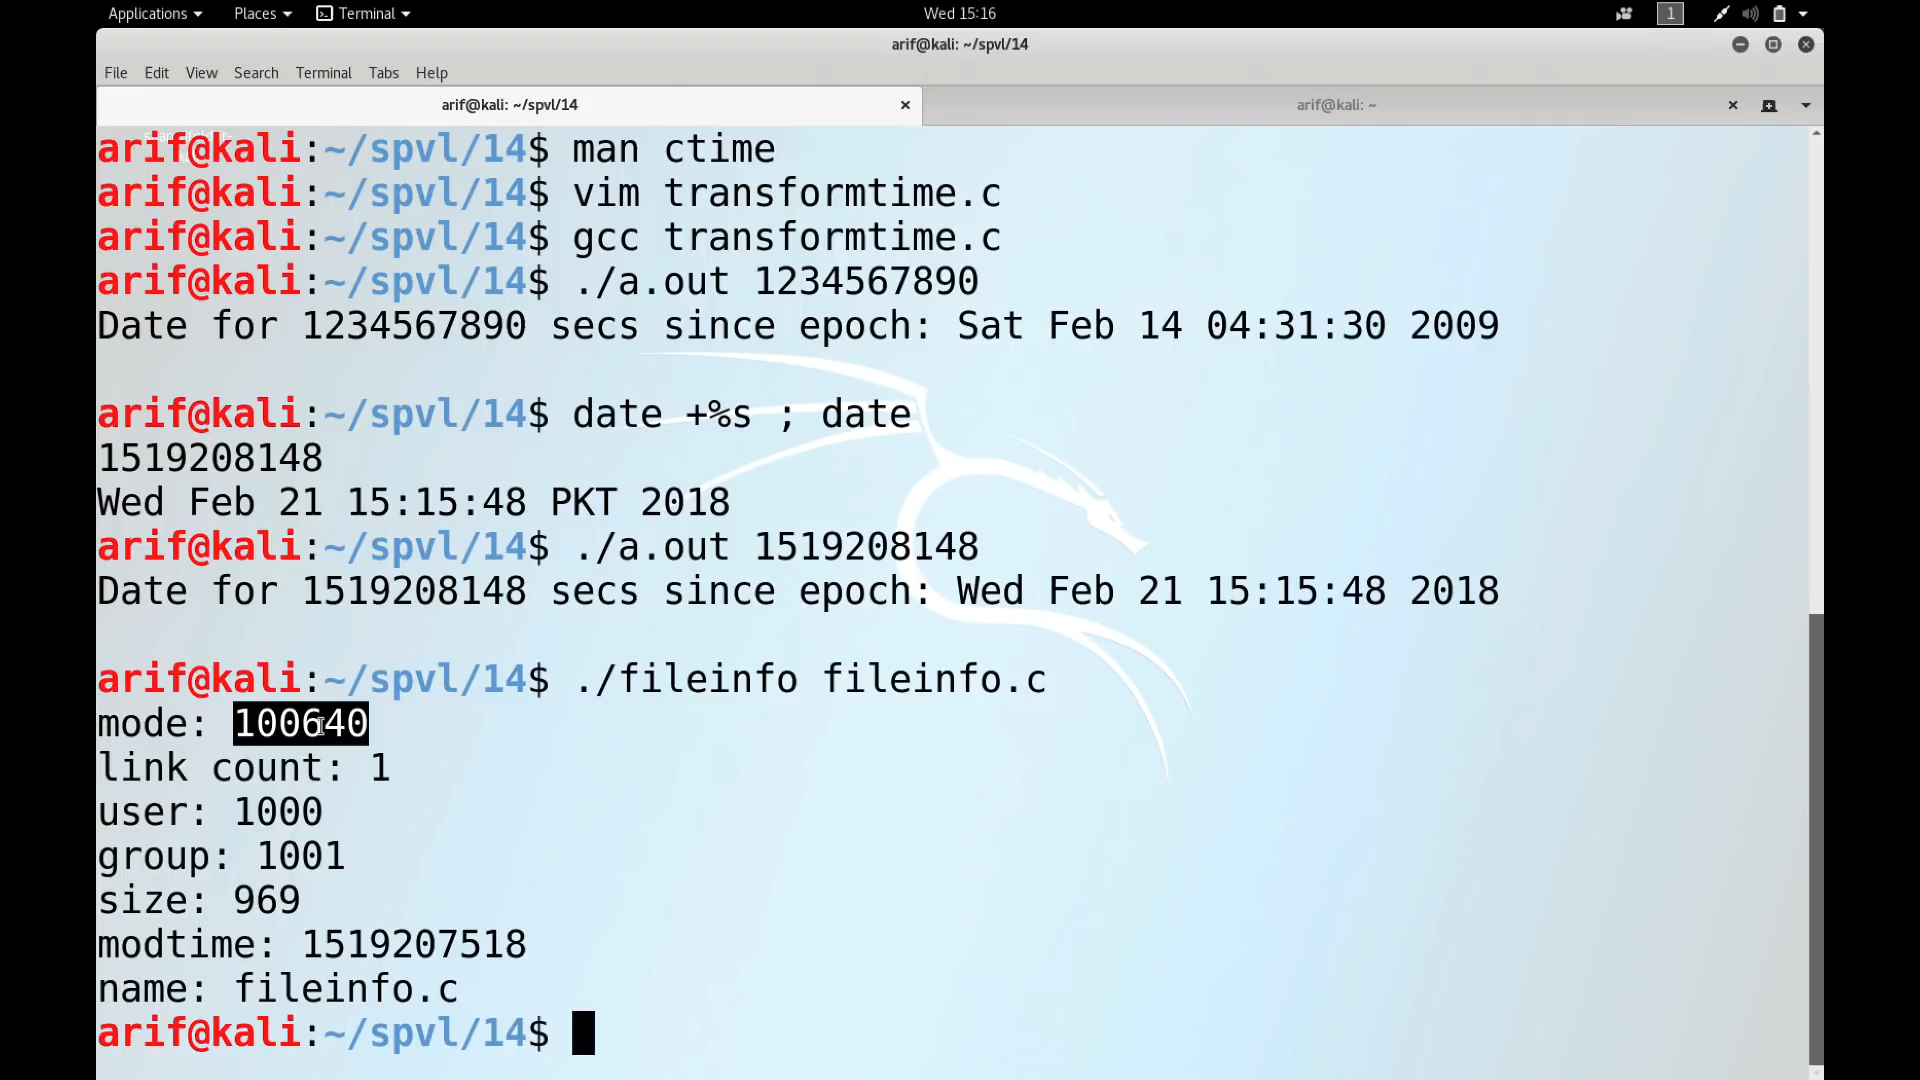 Applications Places Terminal Wed 15:16 1
arif@kali: ~/spvl/14
File Edit View Search Terminal Tabs Help
arif@kali: ~/spvl/14 arif@kali: ~
arif@kali:~/spvl/14$ man ctime
arif@kali:~/spvl/14$ vim transformtime.c
arif@kali:~/spvl/14$ gcc transformtime.c
arif@kali:~/spvl/14$ ./a.out 1234567890
Date for 1234567890 secs since epoch: Sat Feb 14 04:31:30 2009
arif@kali:~/spvl/14$ date +%s ; date
1519208148
Wed Feb 21 15:15:48 PKT 2018
arif@kali:~/spvl/14$ ./a.out 1519208148
Date for 1519208148 secs since epoch: Wed Feb 21 15:15:48 2018
arif@kali:~/spvl/14$ ./fileinfo fileinfo.c
mode: 100640
link count: 1
user: 1000
group: 1001
size: 969
modtime: 1519207518
name: fileinfo.c
arif@kali:~/spvl/14$